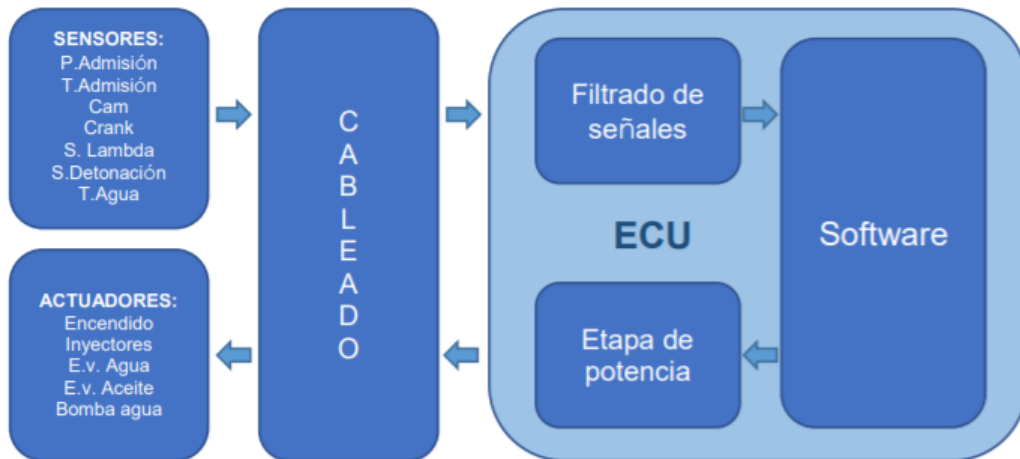 SENSORES:
P.Admisión
T.Admisión
Cam
Crank
S. Lambda
S.Detonación
T.Agua
ACTUADORES:
Encendido
Inyectores
E.v. Agua
E.v. Aceite
Bomba agua
C
A
B
L
E
A
D
O
Filtrado de
señales
ECU
Etapa de
potencia
Software